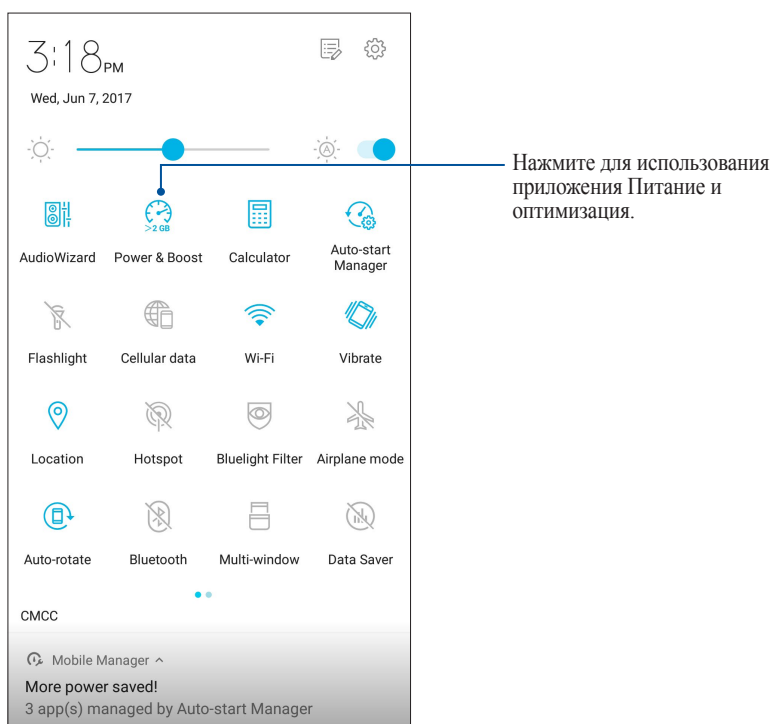 3:18 PM
Wed, Jun 7, 2017
A
Нажмите для использования
приложения Питание и
оптимизация.
>2 GB
AudioWizard Power & Boost Calculator Auto-start
Manager
Flashlight Cellular data Wi-Fi Vibrate
Location Hotspot Bluelight Filter Airplane mode
Auto-rotate Bluetooth Multi-window Data Saver
CMCC
Mobile Manager
More power saved!
3 app(s) managed by Auto-start Manager